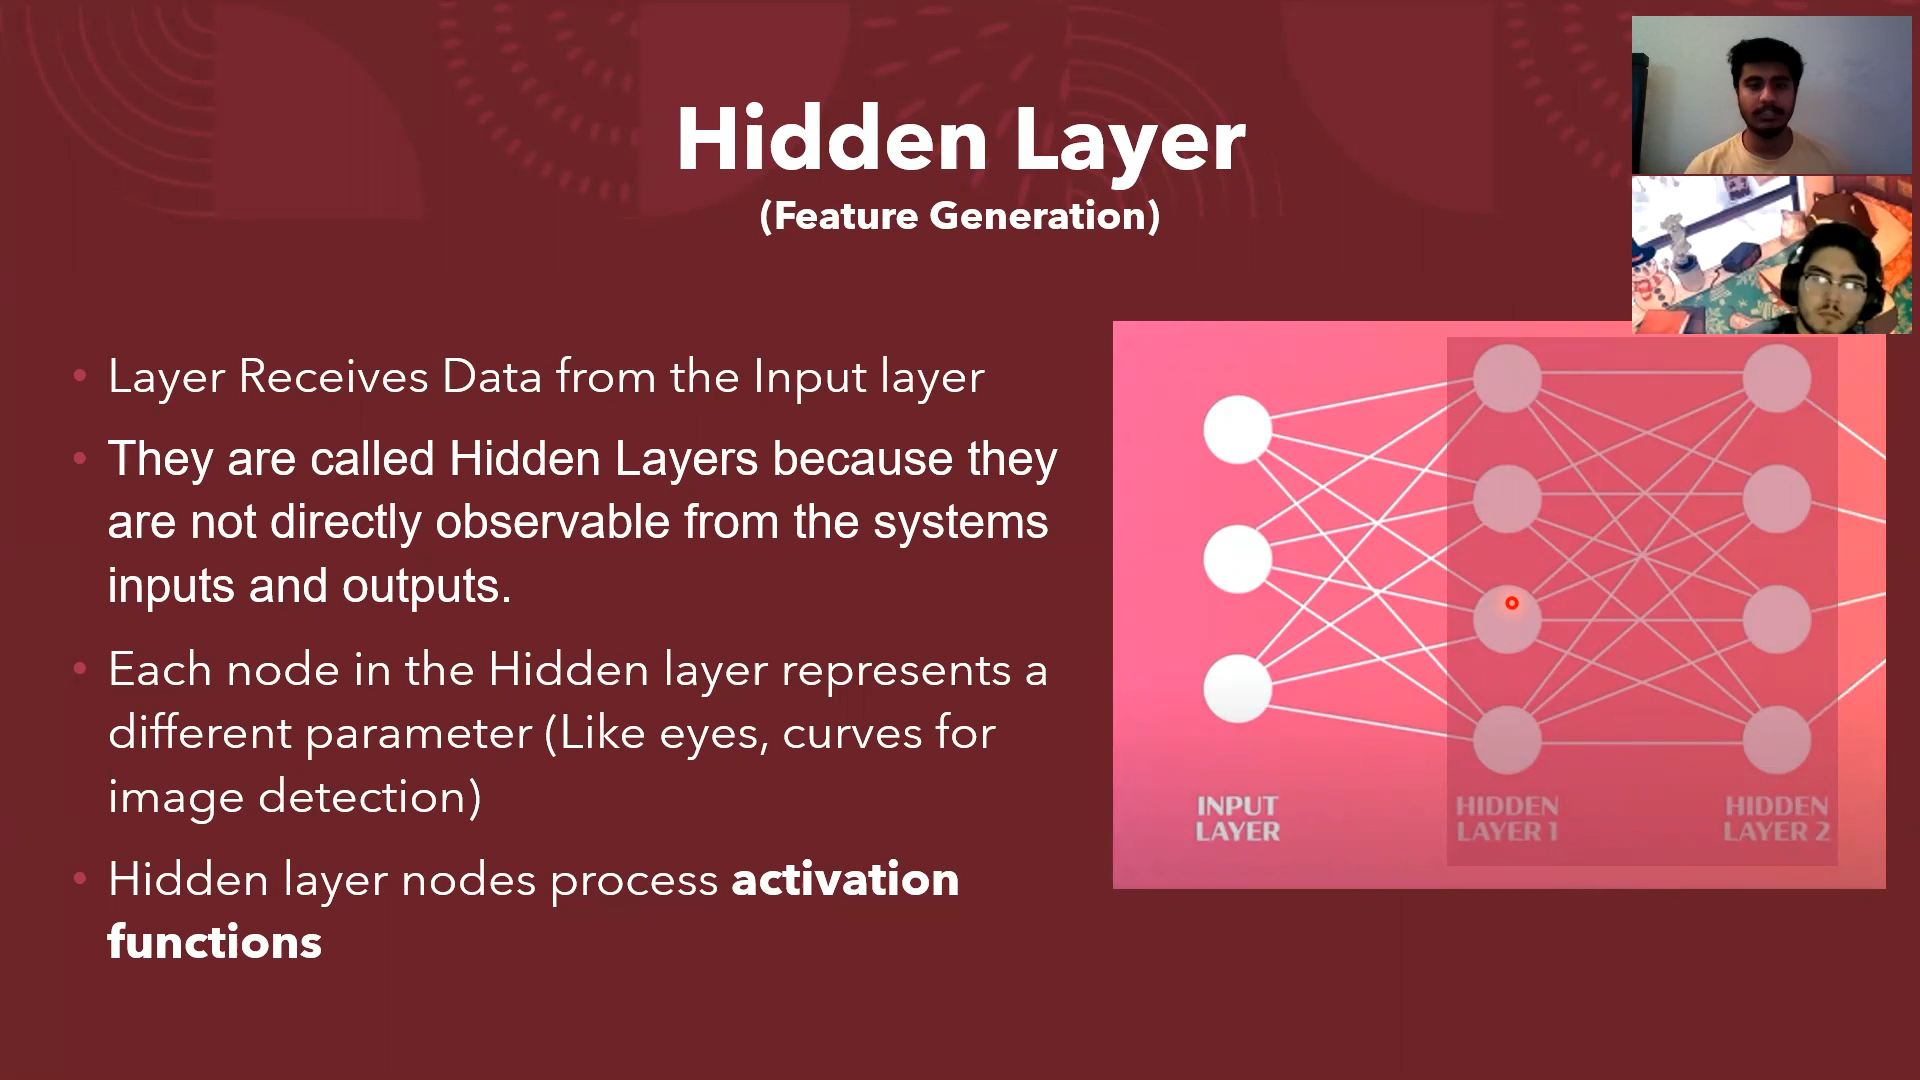 Hidden Layer
(Feature Generation)
• Layer Receives Data from the Input layer
• They are called Hidden Layers because they
are not directly observable from the systems
inputs and outputs.
• Each node in the Hidden layer represents a
different parameter (Like eyes, curves for
image detection)
• Hidden layer nodes process activation
functions
INPUT
LAYER
HIDDEN
LAYER 1
HIDDEN
LAYER 2